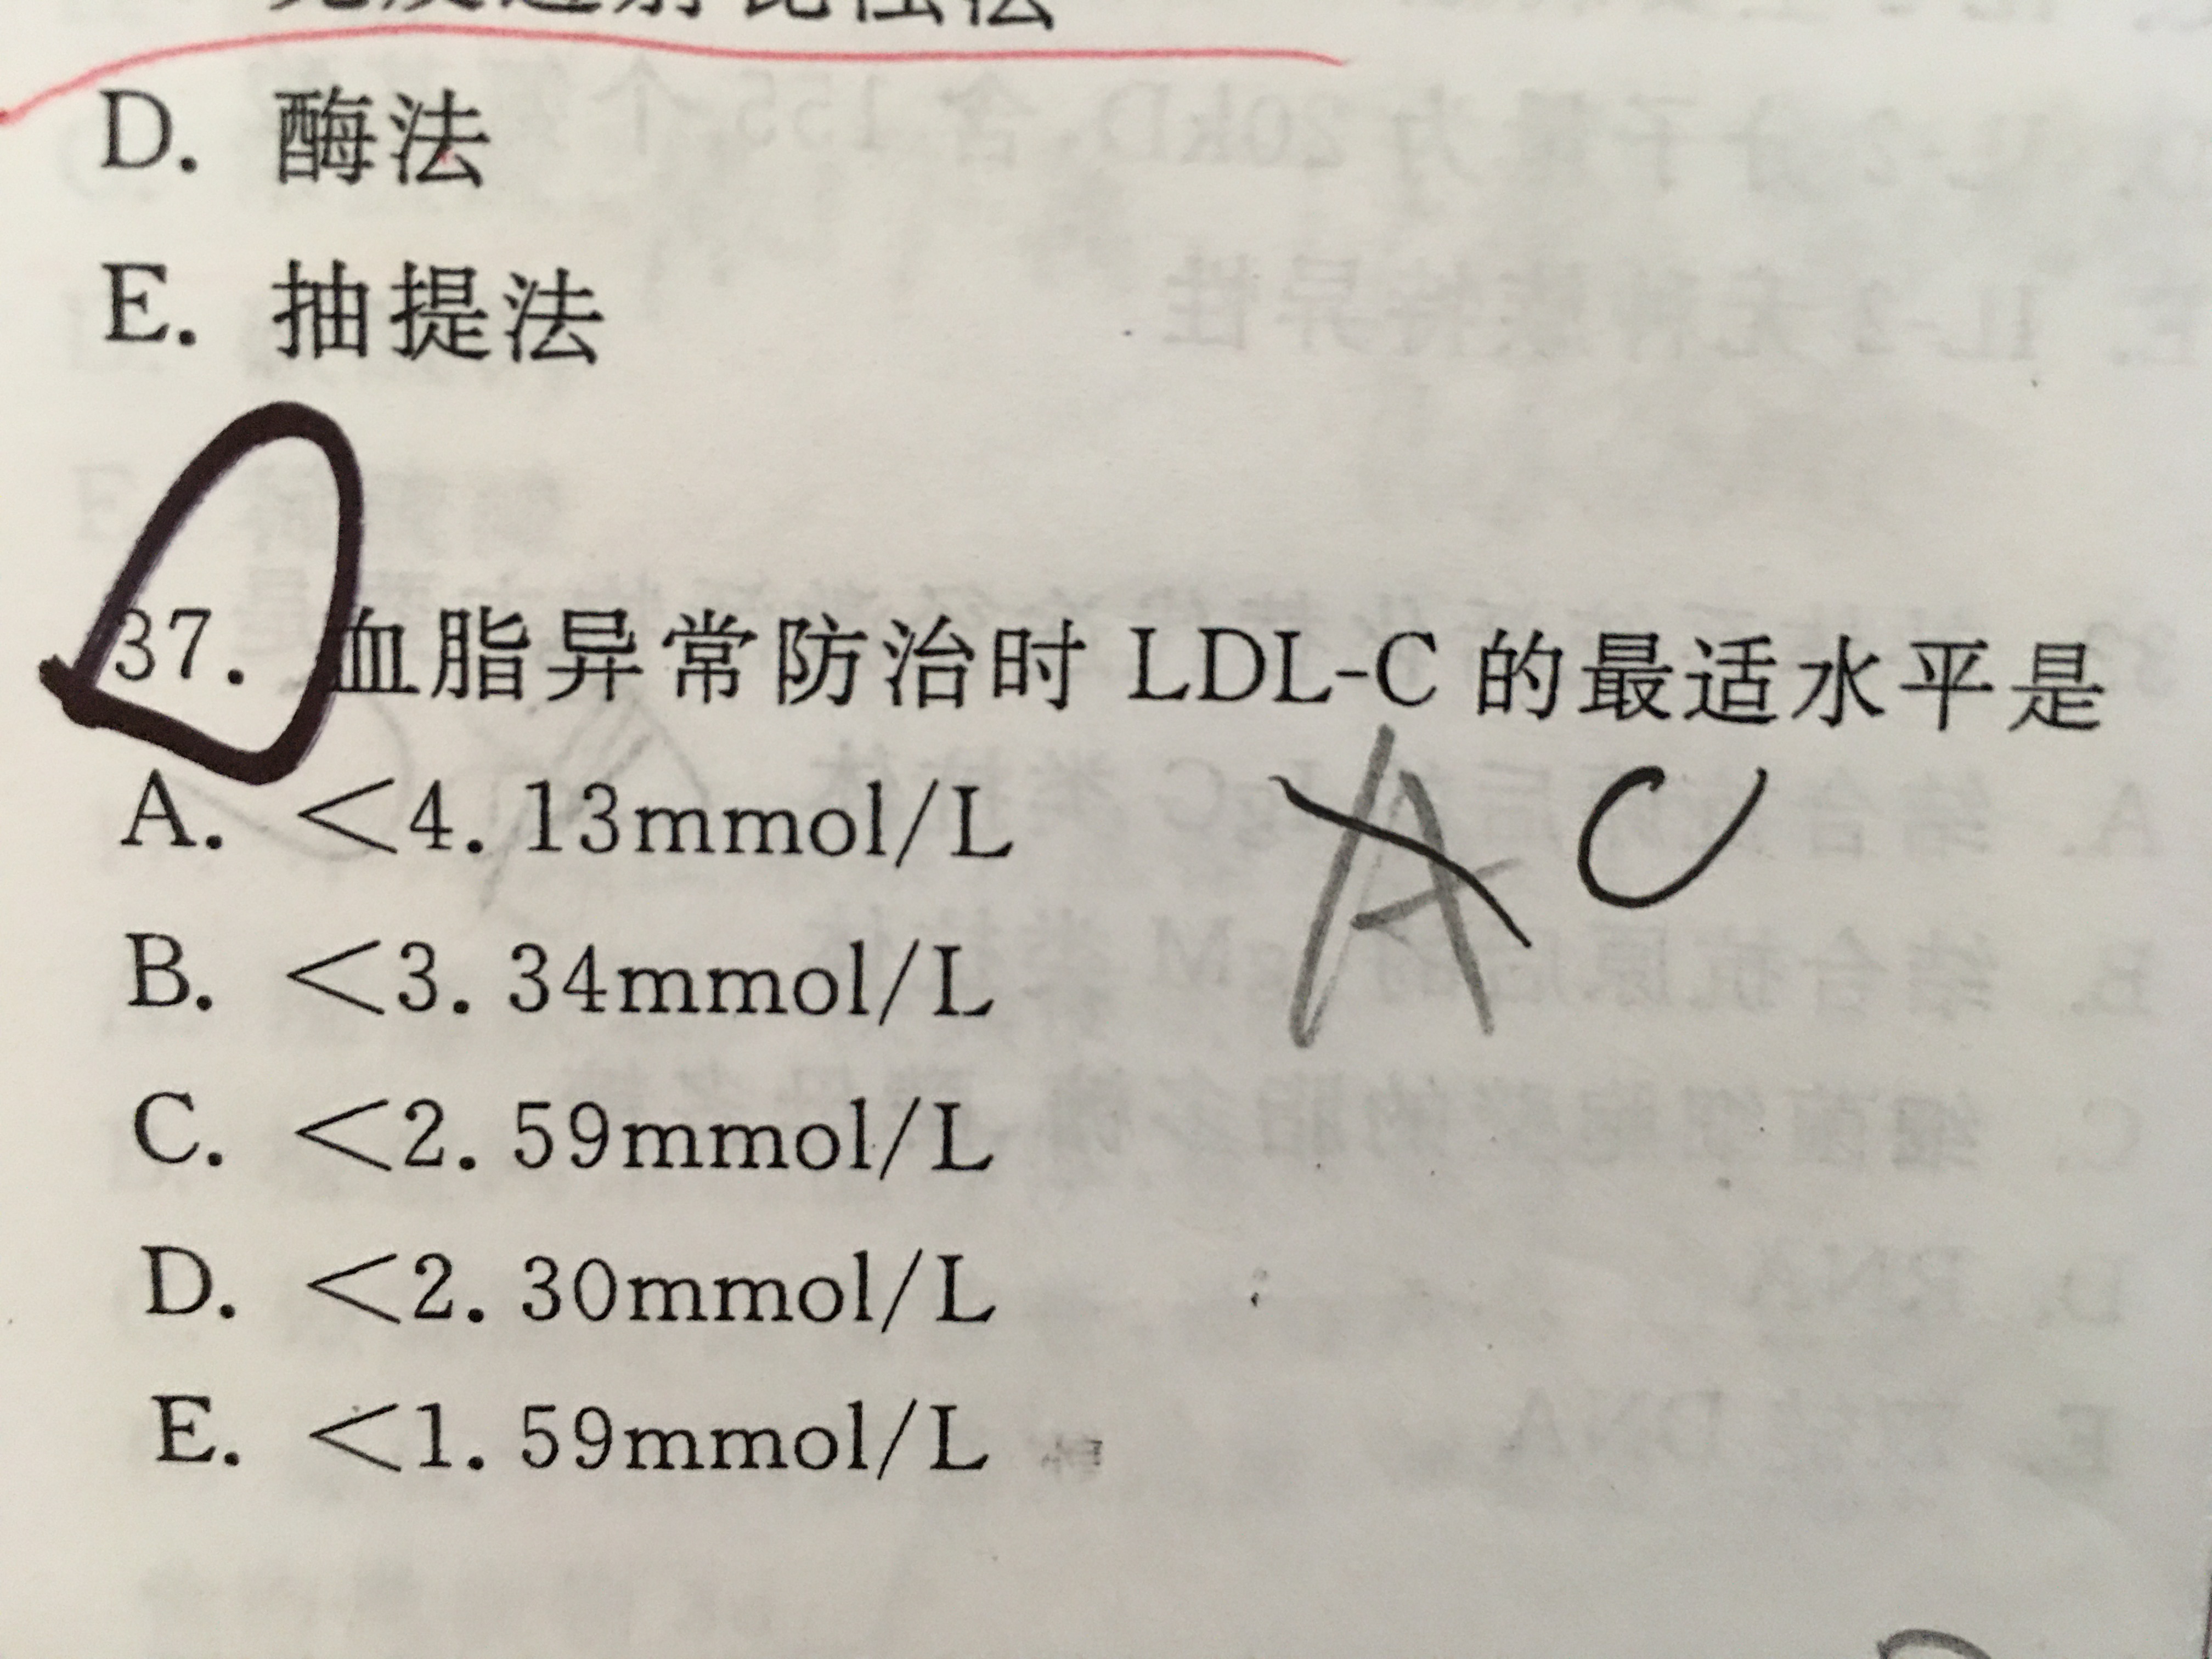 D. 酶法
E. 抽提法
37. 血脂异常防治时 LDL-C 的最适水平是
A. <4.13mmol/L
B. <3.34mmol/L
C. <2.59mmol/L
D. <2.30mmol/L
E. <1.59mmol/L
A
C